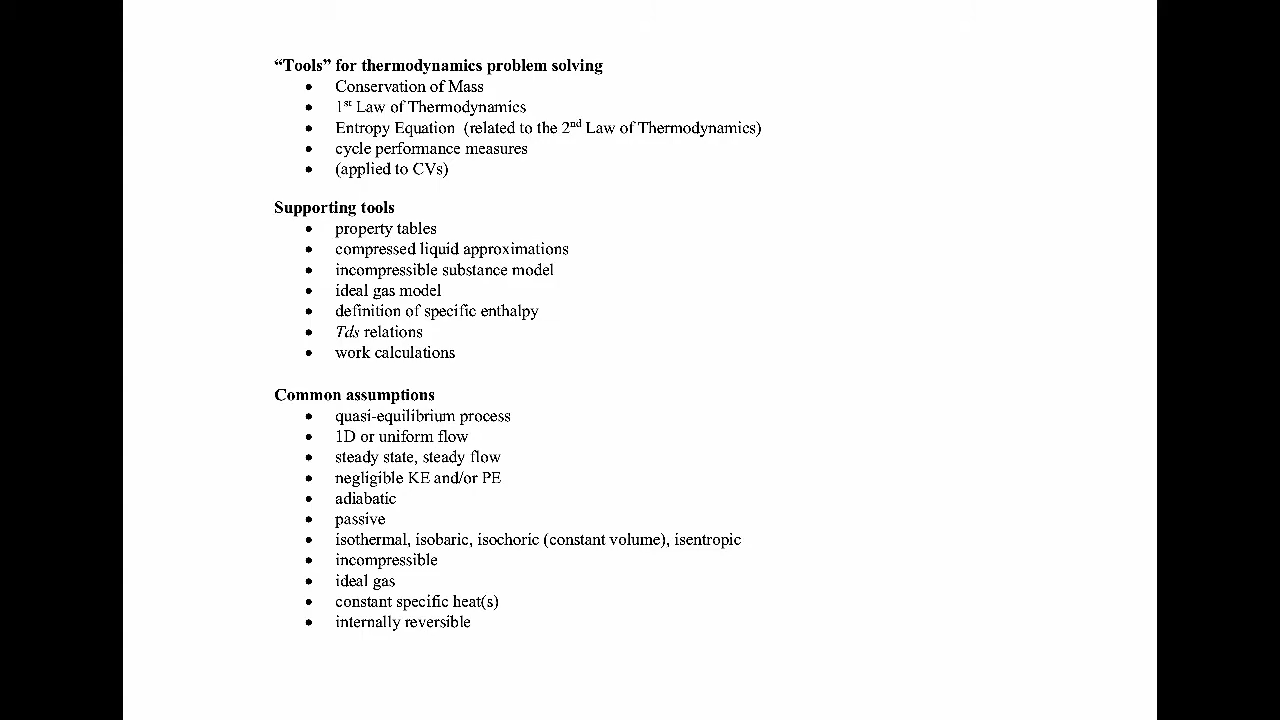 “Tools” for thermodynamics problem solving
• Conservation of Mass
• 1st Law of Thermodynamics
• Entropy Equation (related to the 2nd Law of Thermodynamics)
• cycle performance measures
• (applied to CVs)
Supporting tools
• property tables
• compressed liquid approximations
• incompressible substance model
• ideal gas model
• definition of specific enthalpy
• Tds relations
• work calculations
Common assumptions
• quasi-equilibrium process
• 1D or uniform flow
• steady state, steady flow
• negligible KE and/or PE
• adiabatic
• passive
• isothermal, isobaric, isochoric (constant volume), isentropic
• incompressible
• ideal gas
• constant specific heat(s)
• internally reversible